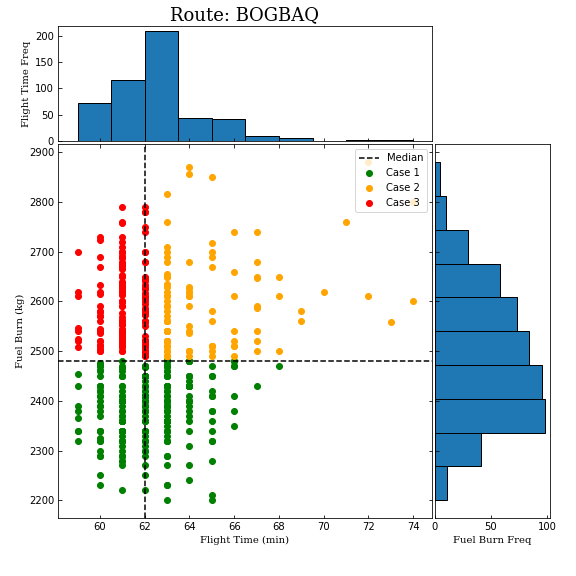 Route: BOGBAQ
Flight Time Freq
200
150
100
50
0
Fuel Burn (kg)
2900
2800
2700
2600
2500
2400
2300
2200
Median
Case 1
Case 2
Case 3
60 62 64 66 68 70 72 74
Flight Time (min)
0 50 100
Fuel Burn Freq